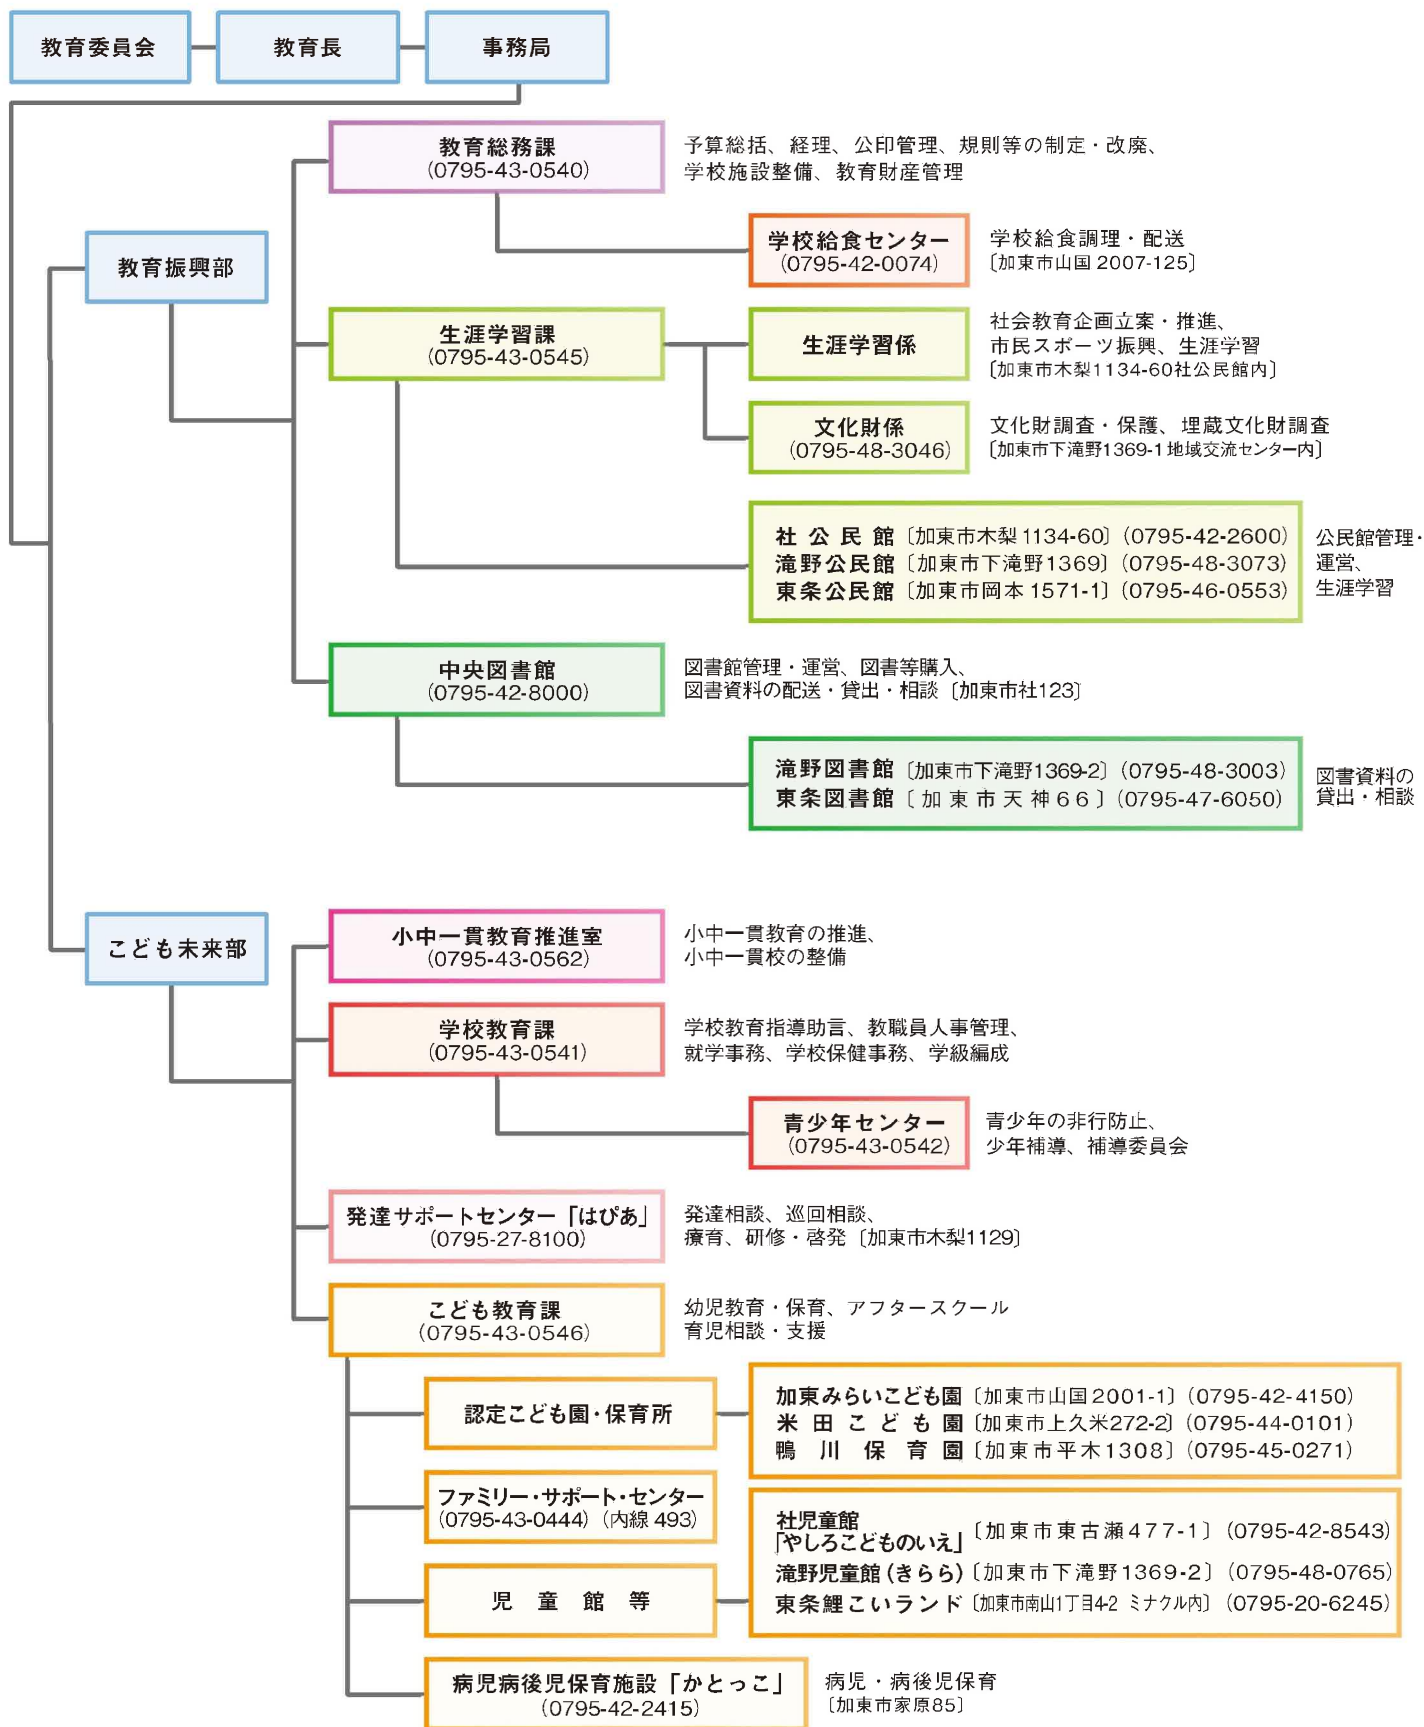 教育委員会
教育長
事務局
教育総務課
(0795-43-0540)
予算総括、経理、公印管理、規則等の制定・改廃、
学校施設整備、教育財産管理
学校給食センター
(0795-42-0074)
学校給食調理・配送
〔加東市山国 2007-125〕
教育振興部
生涯学習課
(0795-43-0545)
生涯学習係
社会教育企画立案・推進、
市民スポーツ振興、生涯学習
〔加東市木梨1134-60社公民館内〕
文化財係
(0795-48-3046)
文化財調査・保護、埋蔵文化財調査
〔加東市下滝野1369-1地域交流センター内〕
社公民館〔加東市木梨1134-60〕(0795-42-2600)
滝野公民館〔加東市下滝野1369〕(0795-48-3073)
東条公民館〔加東市岡本1571-1〕(0795-46-0553)
公民館管理・
運営、
生涯学習
中央図書館
(0795-42-8000)
図書館管理・運営、図書等購入、
図書資料の配送・貸出・相談〔加東市社123〕
滝野図書館〔加東市下滝野1369-2〕(0795-48-3003)
東条図書館〔加東市天神66〕(0795-47-6050)
図書資料の
貸出・相談
こども未来部
小中一貫教育推進室
(0795-43-0562)
小中一貫教育の推進、
小中一貫校の整備
学校教育課
(0795-43-0541)
学校教育指導助言、教職員人事管理、
就学事務、学校保健事務、学級編成
青少年センター
(0795-43-0542)
青少年の非行防止、
少年補導、補導委員会
発達サポートセンター「はぴあ」
(0795-27-8100)
発達相談、巡回相談、
療育、研修・啓発〔加東市木梨1129〕
こども教育課
(0795-43-0546)
幼児教育・保育、アフタースクール
育児相談・支援
認定こども園・保育所
加東みらいこども園〔加東市山国2001-1〕(0795-42-4150)
米田こども園〔加東市上久米272-2〕(0795-44-0101)
鴨川保育園〔加東市平木1308〕(0795-45-0271)
ファミリー・サポート・センター
(0795-43-0444)(内線 493)
児童館等
社児童館
「やしろこどものいえ」〔加東市東古瀬477-1〕(0795-42-8543)
滝野児童館(きらら)〔加東市下滝野1369-2〕(0795-48-0765)
東条鯉こいランド〔加東市南山1丁目4-2 ミナクル内〕(0795-20-6245)
病児病後児保育施設「かとっこ」
(0795-42-2415)
病児・病後児保育
〔加東市家原85〕